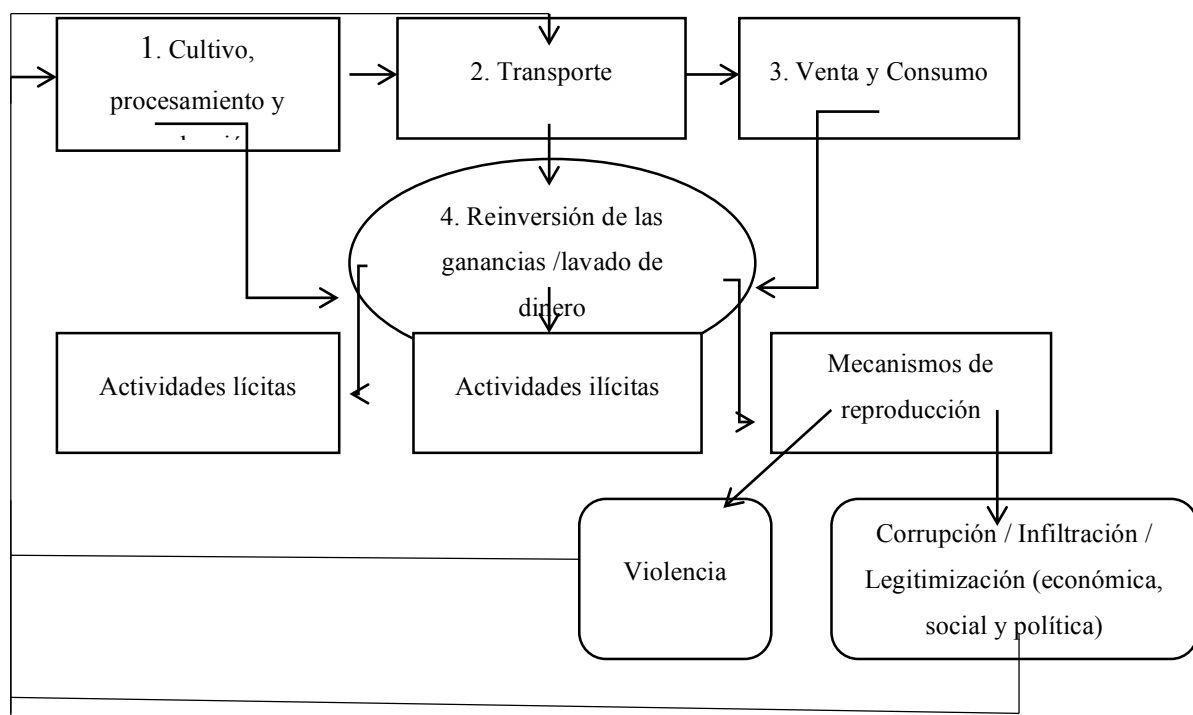 1. Cultivo,
procesamiento y
2. Transporte
3. Venta y Consumo
4. Reinversión de las
ganancias /lavado de
dinero
Actividades lícitas
Actividades ilícitas
Mecanismos de
reproducción
Violencia
Corrupción / Infiltración /
Legitimización (económica,
social y política)